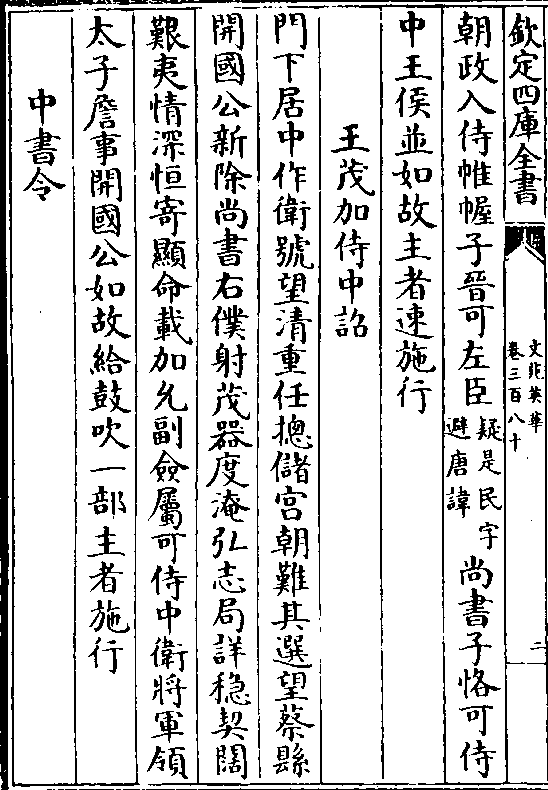 欽定四庫全書
文苑英華
卷三百八十
二
朝政入侍帷幄子晉可左臣疑是民字避唐諱尚書子恪可侍
中王侯並如故主者速施行
王茂加侍中詔
門下居中作衛號望清重任摠儲宮朝難其選望蔡縣
開國公新除尚書右僕射茂器度淹弘志局詳穏契闊
艱夷情深恒寄顯命載加允副僉屬可侍中衛將軍領
太子詹事開國公如故給鼓吹一部主者施行
中書令